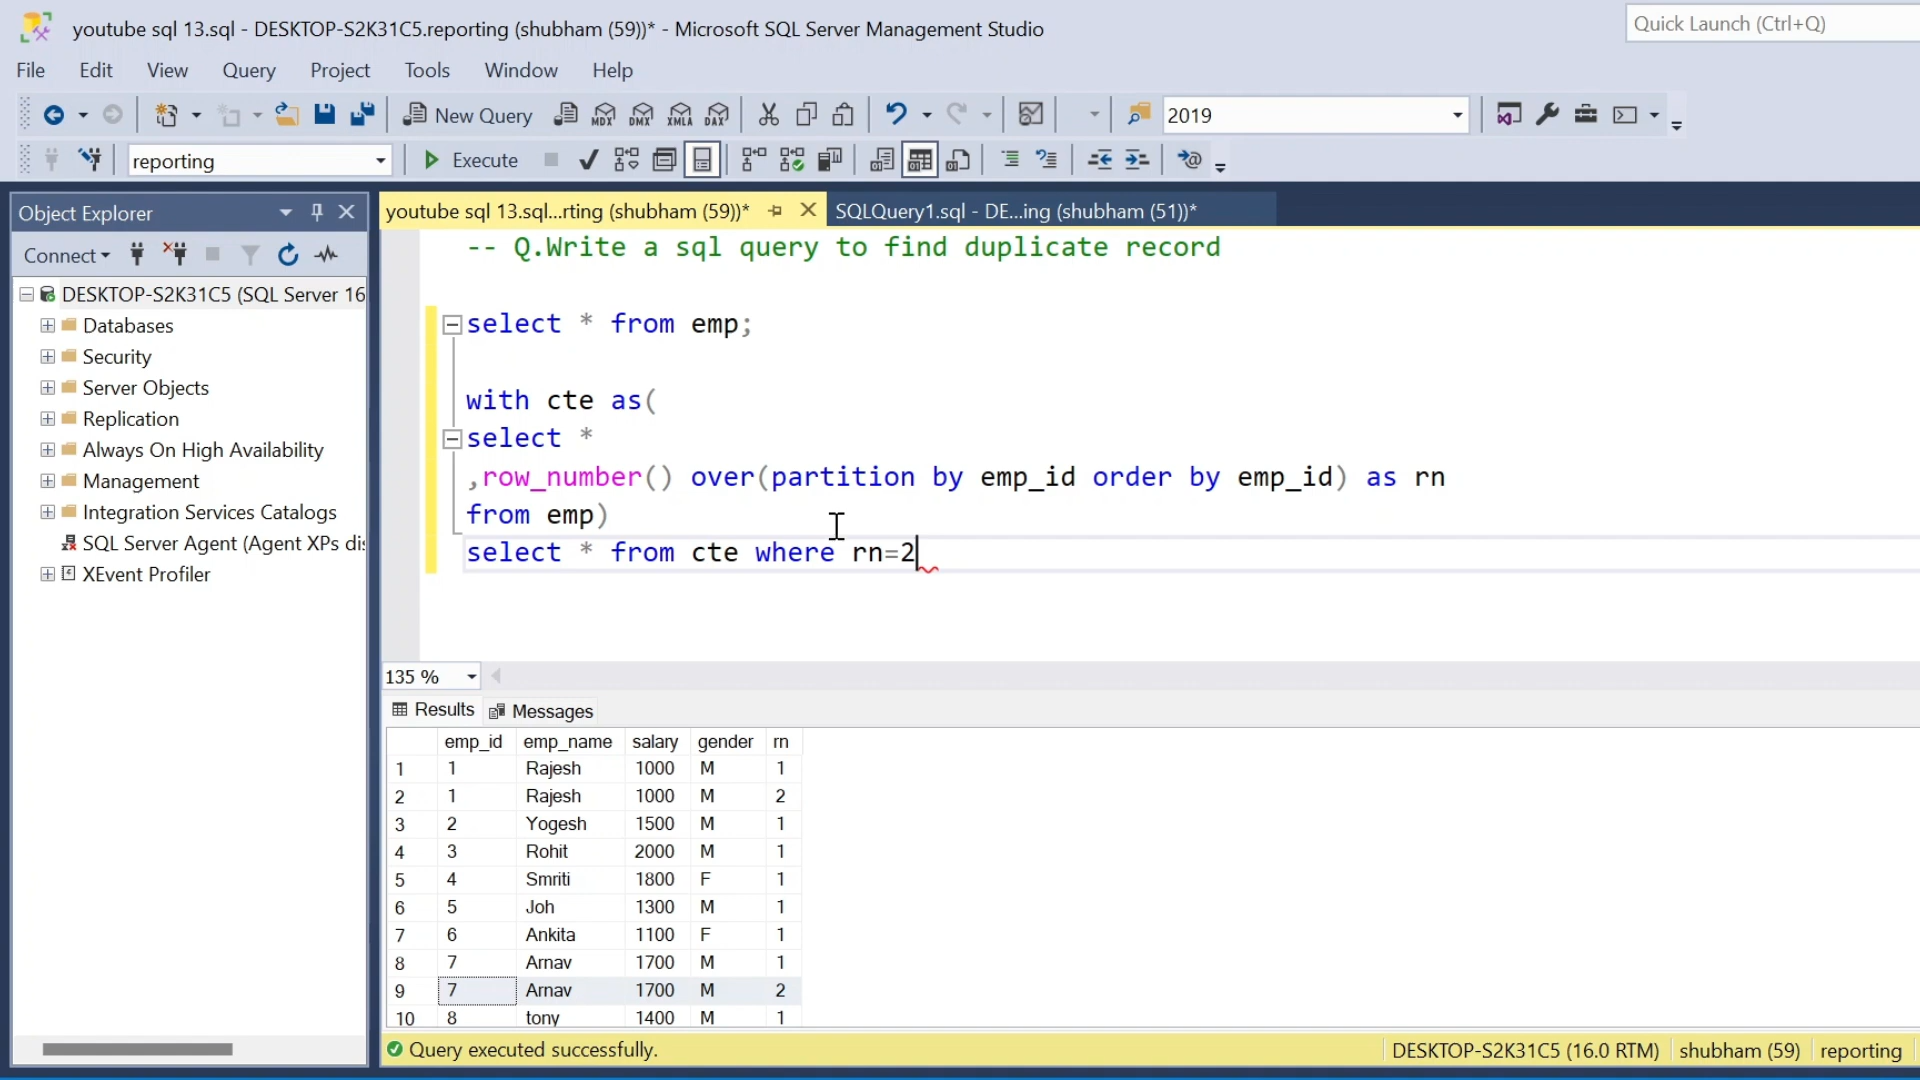 youtube sql 13.sql - DESKTOP-S2K31C5.reporting (shubham (59))* - Microsoft SQL Server Management Studio
Quick Launch (Ctrl+Q)
File Edit View Query Project Tools Window Help
New Query MDX DMX XMLA DAX 2019
reporting Execute
Object Explorer
youtube sql 13.sql...rting (shubham (59))* SQLQuery1.sql - DE...ing (shubham (51))*
Connect
DESKTOP-S2K31C5 (SQL Server 16
Databases
Security
Server Objects
Replication
Always On High Availability
Management
Integration Services Catalogs
SQL Server Agent (Agent XPs dis
XEvent Profiler
-- Q.Write a sql query to find duplicate record
select * from emp;
with cte as(
select *
,row_number() over(partition by emp_id order by emp_id) as rn
from emp)
select * from cte where rn=2
135 %
Results Messages
emp_id emp_name salary gender rn
1 1 Rajesh 1000 M 1
2 1 Rajesh 1000 M 2
3 2 Yogesh 1500 M 1
4 3 Rohit 2000 M 1
5 4 Smriti 1800 F 1
6 5 Joh 1300 M 1
7 6 Ankita 1100 F 1
8 7 Arnav 1700 M 1
9 7 Arnav 1700 M 2
10 8 tony 1400 M 1
Query executed successfully. DESKTOP-S2K31C5 (16.0 RTM) shubham (59) reporting